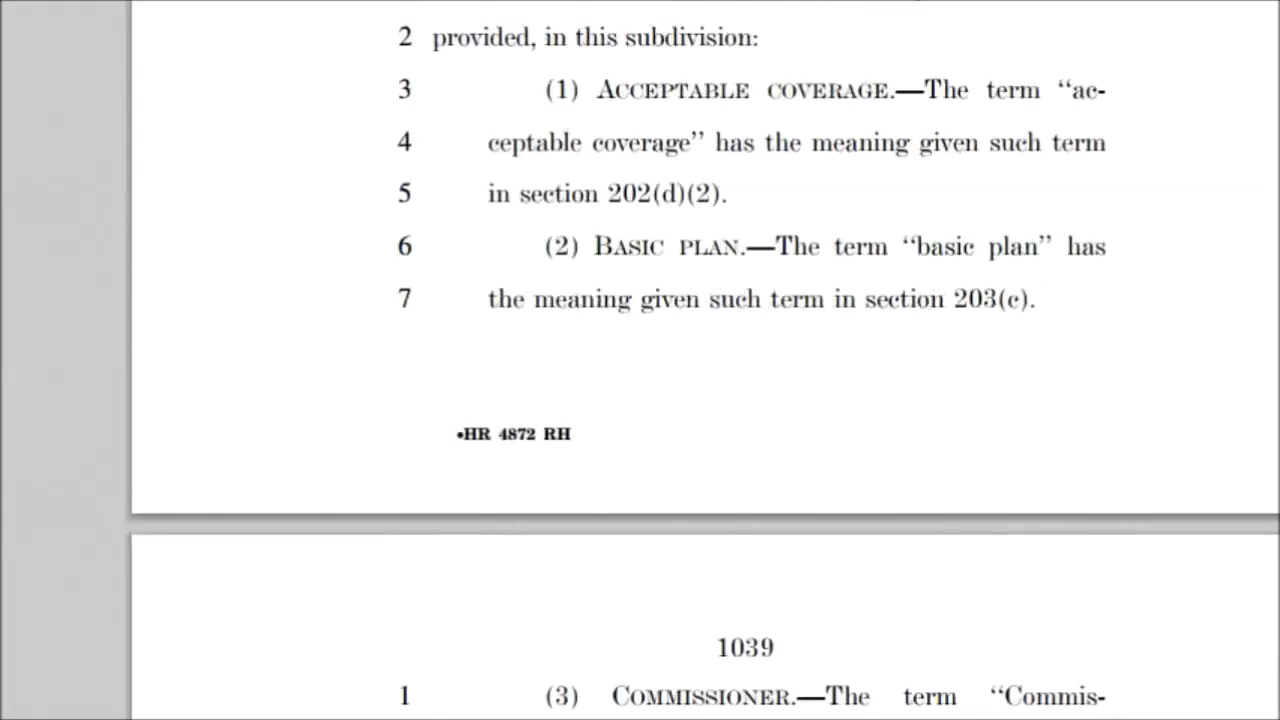 2 provided, in this subdivision:
3 (1) ACCEPTABLE COVERAGE.—The term ‘‘ac-
4 ceptable coverage’’ has the meaning given such term
5 in section 202(d)(2).
6 (2) BASIC PLAN.—The term ‘‘basic plan’’ has
7 the meaning given such term in section 203(c).
•HR 4872 RH
1039
1 (3) COMMISSIONER.—The term ‘‘Commis-